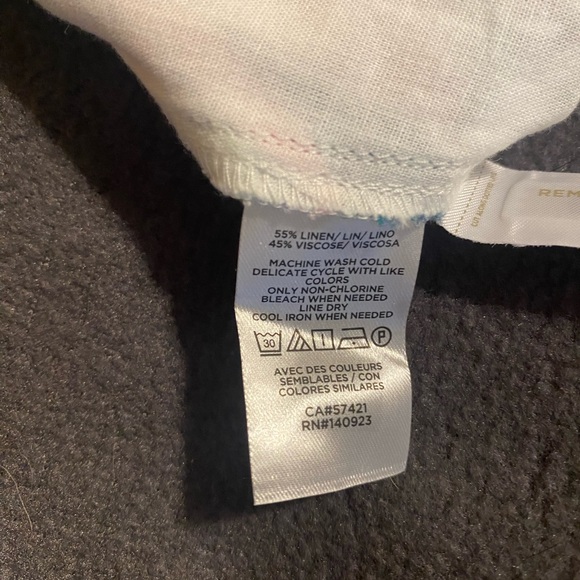 55% LINEN/ LIN/ LINO
45% VISCOSE/ VISCOSA
MACHINE WASH COLD
DELICATE CYCLE WITH LIKE
COLORS
ONLY NON-CHLORINE
BLEACH WHEN NEEDED
LINE DRY
COOL IRON WHEN NEEDED
30 P
AVEC DES COULEURS
SEMBLABLES / CON
COLORES SIMILARES
CA#57421
RN#140923
REM